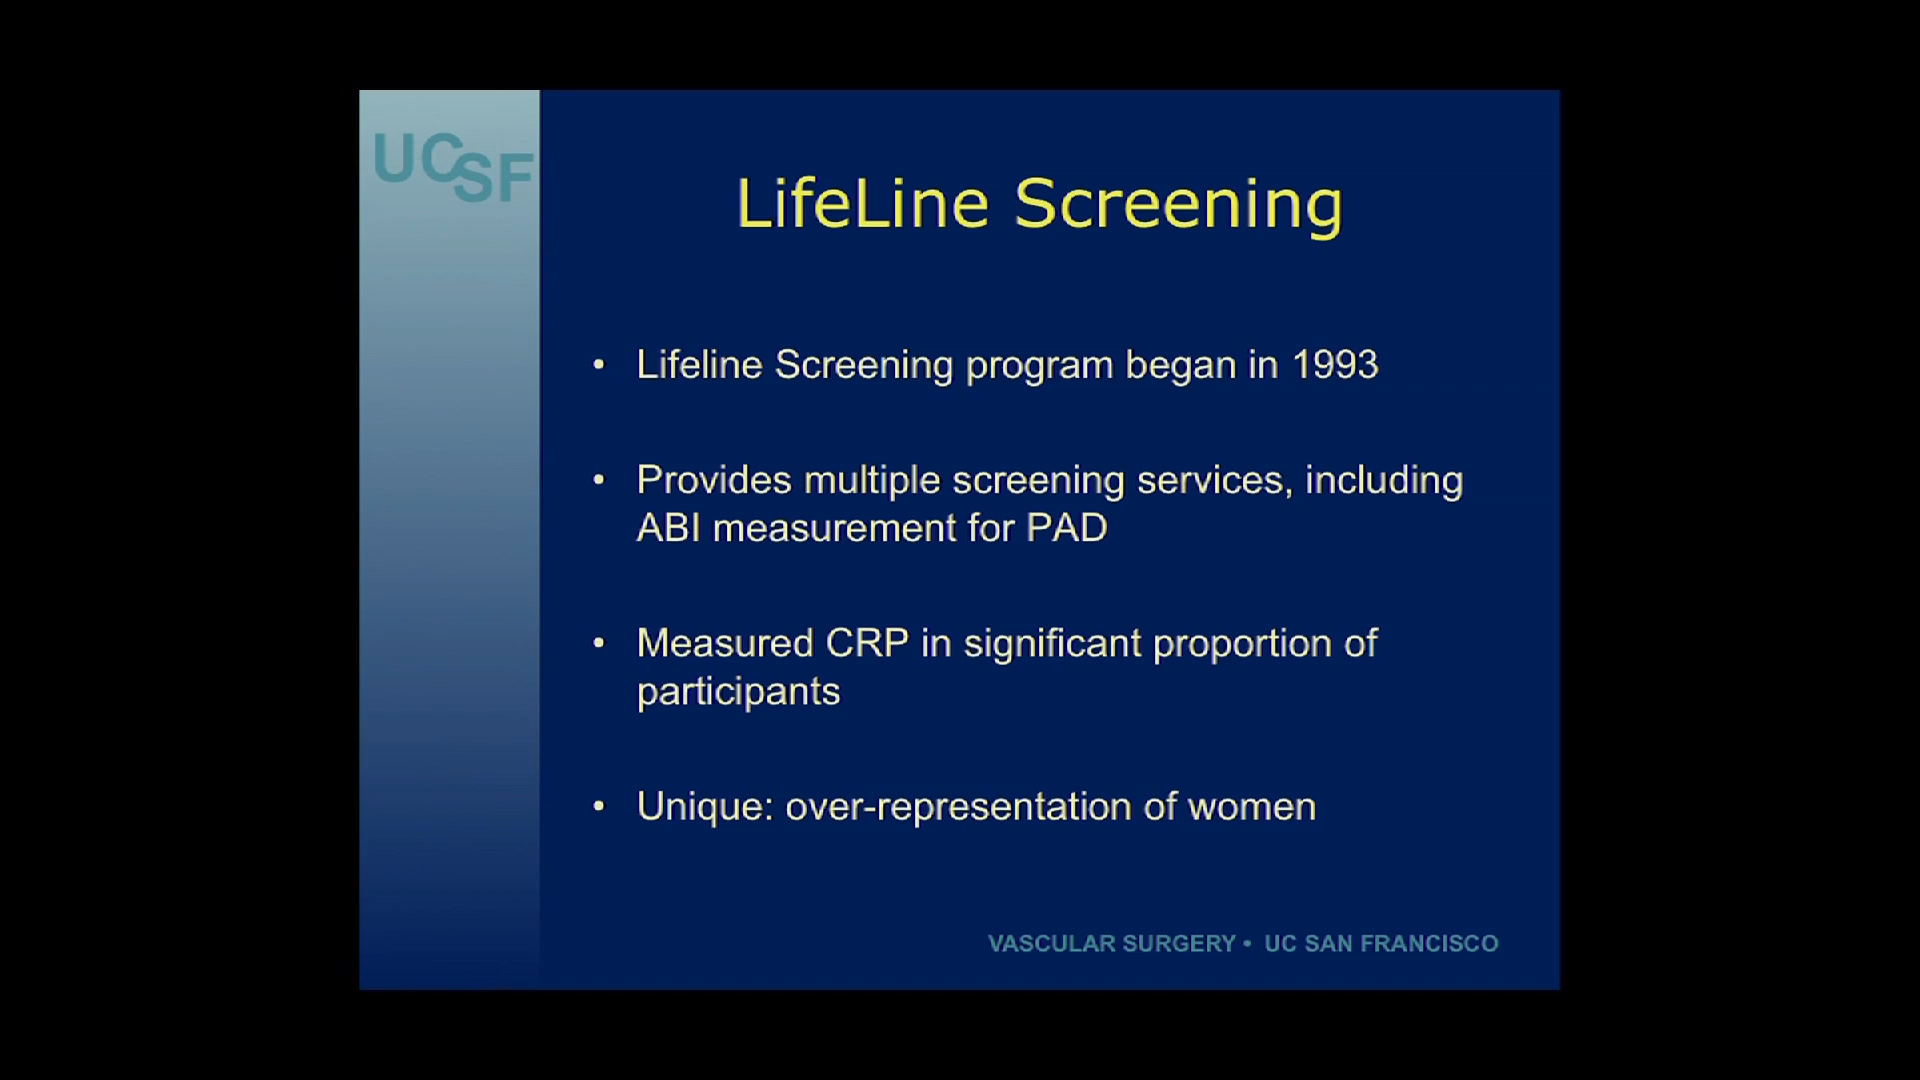 UCSF
LifeLine Screening
• Lifeline Screening program began in 1993
• Provides multiple screening services, including
ABI measurement for PAD
• Measured CRP in significant proportion of
participants
• Unique: over-representation of women
VASCULAR SURGERY • UC SAN FRANCISCO